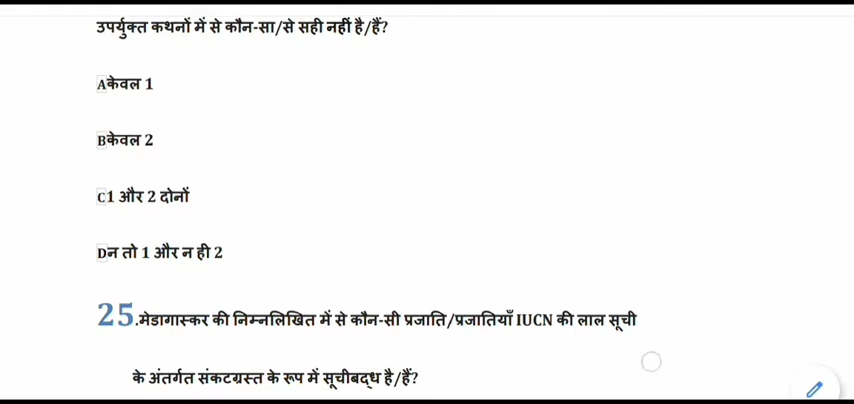 उपर्युक्त कथनों में से कौन-सा/से सही नहीं है/हैं?
Aकेवल 1
Bकेवल 2
C1 और 2 दोनों
Dन तो 1 और न ही 2
25.मेडागास्कर की निम्नलिखित में से कौन-सी प्रजाति/प्रजातियाँ IUCN की लाल सूची
के अंतर्गत संकटग्रस्त के रूप में सूचीबद्ध है/हैं?